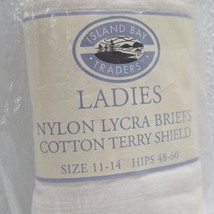 ISLAND BAY
TRADERS
LADIES
NYLON LYCRA BRIEFS
COTTON TERRY SHIELD
SIZE 11-14 HIPS 48-60